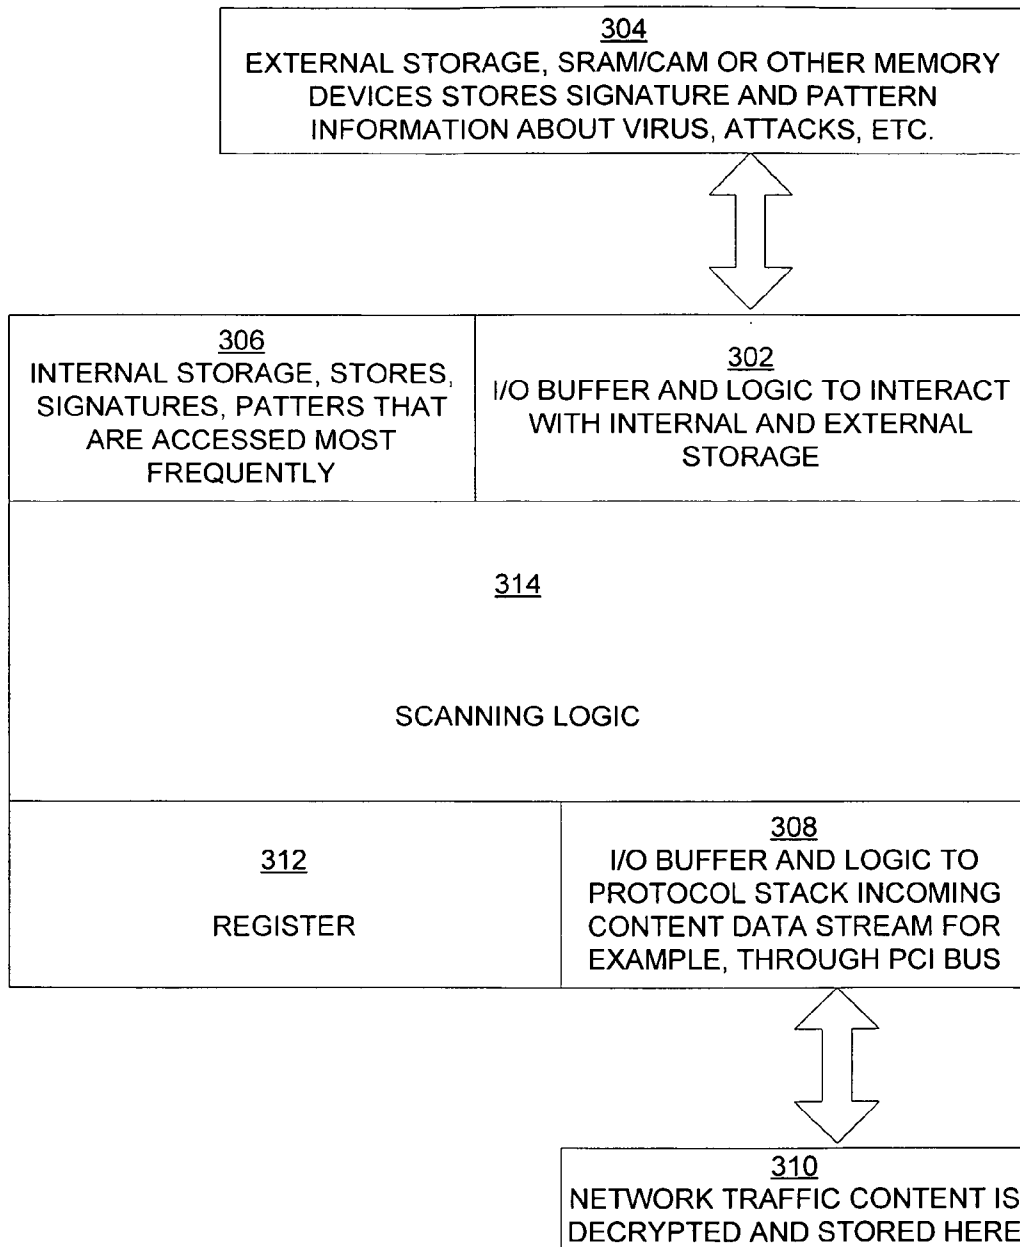 304
EXTERNAL STORAGE, SRAM/CAM OR OTHER MEMORY
DEVICES STORES SIGNATURE AND PATTERN
INFORMATION ABOUT VIRUS, ATTACKS, ETC.
306
INTERNAL STORAGE, STORES,
SIGNATURES, PATTERS THAT
ARE ACCESSED MOST
FREQUENTLY
302
I/O BUFFER AND LOGIC TO INTERACT
WITH INTERNAL AND EXTERNAL
STORAGE
314
SCANNING LOGIC
312
REGISTER
308
I/O BUFFER AND LOGIC TO
PROTOCOL STACK INCOMING
CONTENT DATA STREAM FOR
EXAMPLE, THROUGH PCI BUS
310
NETWORK TRAFFIC CONTENT IS
DECRYPTED AND STORED HERE